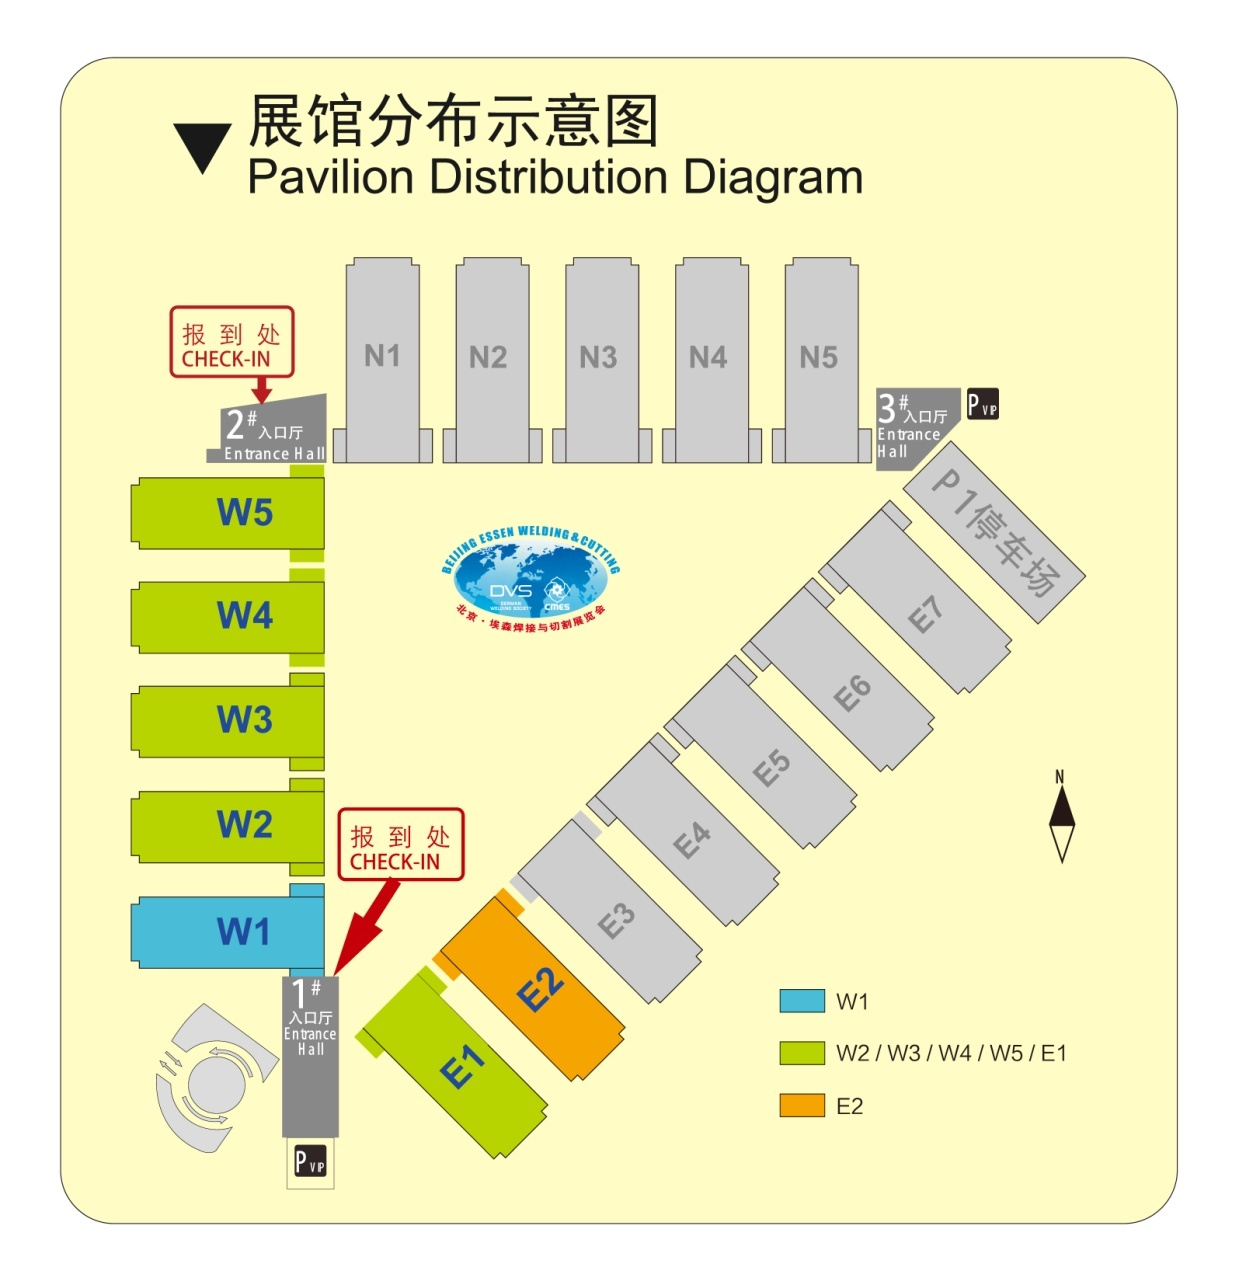 展馆分布示意图
Pavilion Distribution Diagram
N1
N2
N3
N4
N5
报到处
CHECK-IN
2#入口厅
Entrance Hall
3#入口厅
Entrance
Hall
P VIP
P1停车场
W5
W4
W3
W2
W1
BEIJING ESSEN WELDING & CUTTING
DVS
GERMAN
WELDING SOCIETY
CMES
北京·埃森焊接与切割展览会
E7
E6
E5
E4
E3
E2
E1
N
报到处
CHECK-IN
1#
入口厅
Entrance
Hall
P VIP
W1
W2 / W3 / W4 / W5 / E1
E2